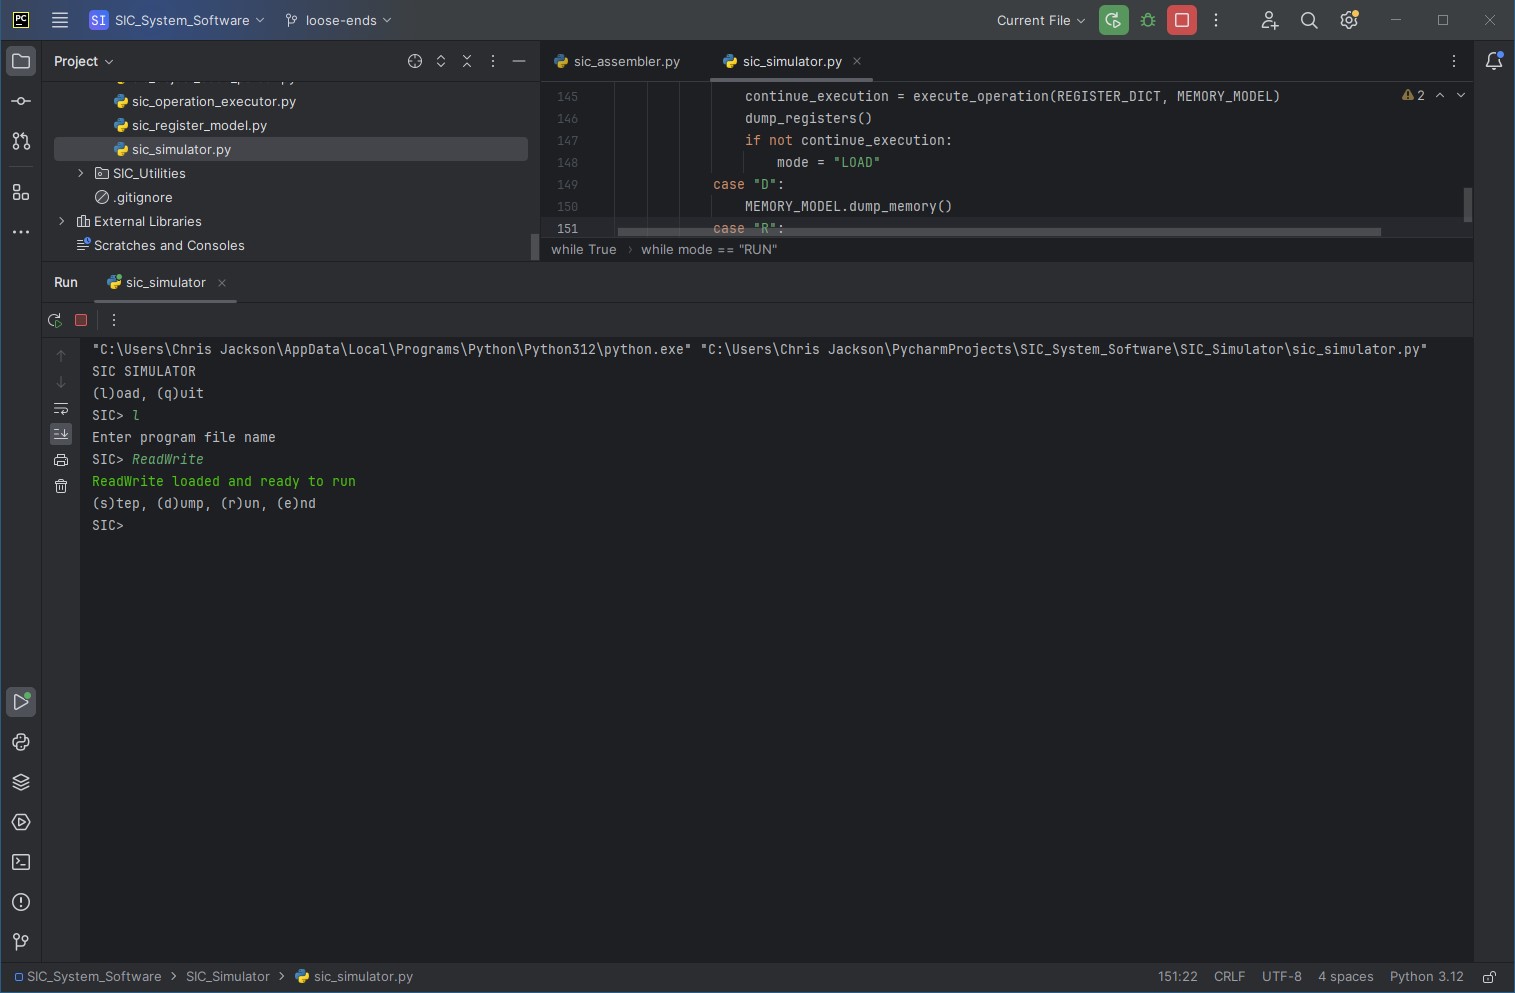 PC SI SIC_System_Software loose-ends Current File
Project
sic_assembler.py sic_simulator.py
sic_operation_executor.py
sic_register_model.py
sic_simulator.py
SIC_Utilities
.gitignore
External Libraries
Scratches and Consoles
145 continue_execution = execute_operation(REGISTER_DICT, MEMORY_MODEL) 2
146 dump_registers()
147 if not continue_execution:
148 mode = "LOAD"
149 case "D":
150 MEMORY_MODEL.dump_memory()
151 case "R":
while True while mode == "RUN"
Run sic_simulator
"C:\Users\Chris Jackson\AppData\Local\Programs\Python\Python312\python.exe" "C:\Users\Chris Jackson\PycharmProjects\SIC_System_Software\SIC_Simulator\sic_simulator.py"
SIC SIMULATOR
(l)oad, (q)uit
SIC> l
Enter program file name
SIC> ReadWrite
ReadWrite loaded and ready to run
(s)tep, (d)ump, (r)un, (e)nd
SIC>
SIC_System_Software SIC_Simulator sic_simulator.py 151:22 CRLF UTF-8 4 spaces Python 3.12